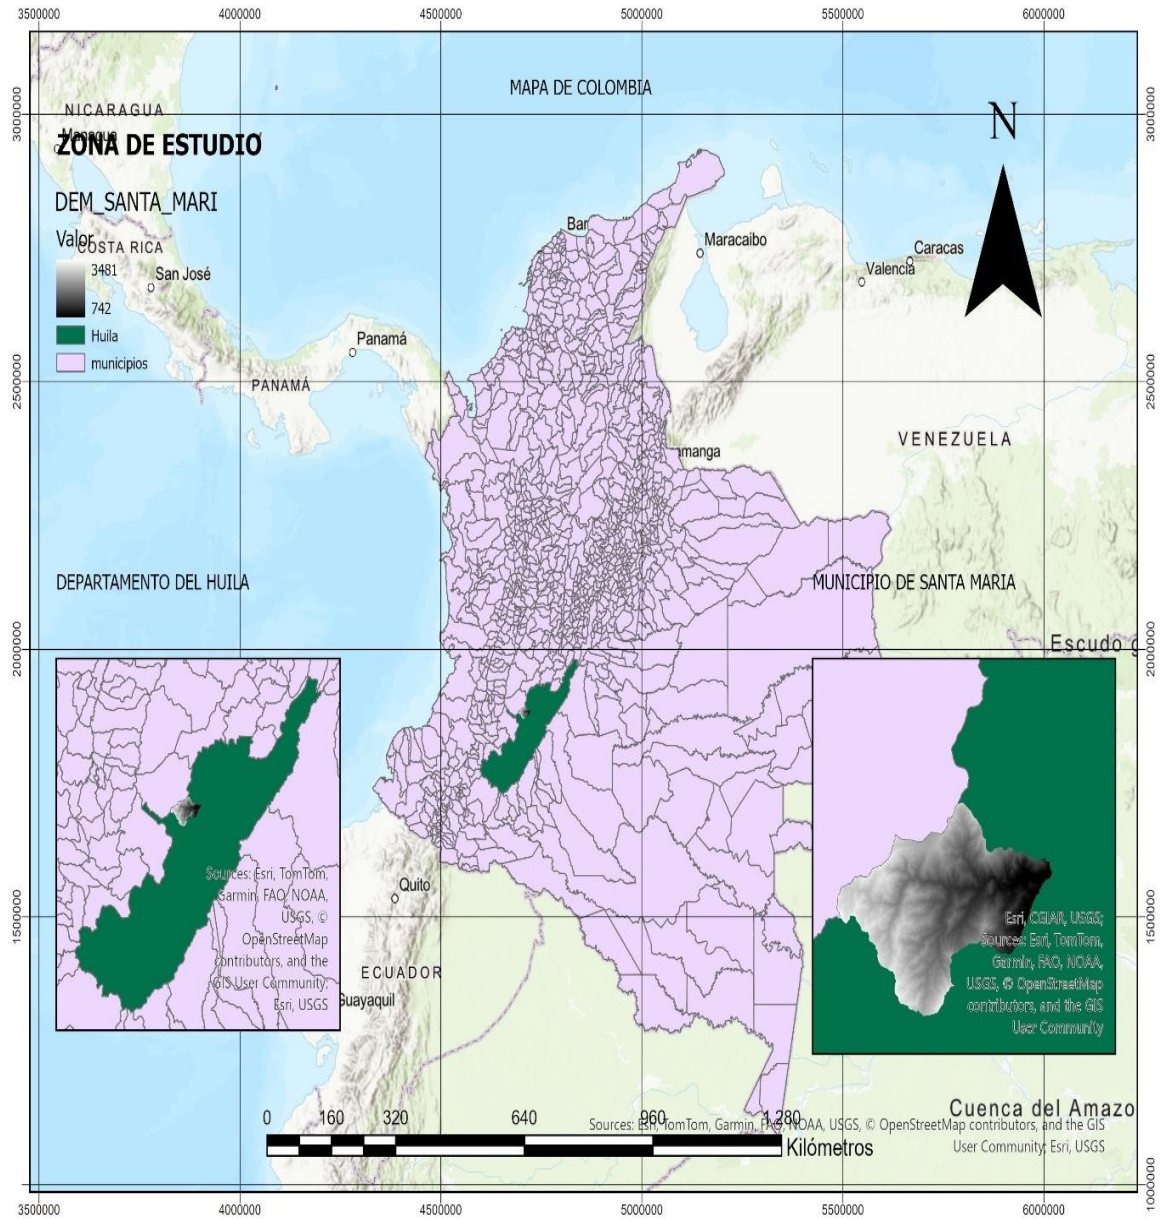 3500000 4000000 4500000 5000000 5500000 6000000
MAPA DE COLOMBIA
NICARAGUA
Managua
ZONA DE ESTUDIO
N
3000000 3000000
DEM_SANTA_MARI
Valor
COSTA RICA
3481
San José
742
Huila
municipios
Bar
Maracaibo
Caracas
Valencia
Panamá
PANAMÁ
2500000 2500000
amanga
VENEZUELA
DEPARTAMENTO DEL HUILA
MUNICIPIO DE SANTA MARIA
2000000 2000000
Escudo g
Sources: Esri, TomTom,
Garmin, FAO, NOAA,
USGS, ©
OpenStreetMap
contributors, and the
GIS User Community;
Esri, USGS
Quito
ECUADOR
Guayaquil
1500000 1500000
Esri, CGIAR, USGS;
Sources: Esri, TomTom,
Garmin, FAO, NOAA,
USGS, © OpenStreetMap
contributors, and the GIS
User Community
Cuenca del Amazo
0 160 320 640 960 1.280
Kilómetros
Sources: Esri, TomTom, Garmin, FAO, NOAA, USGS, © OpenStreetMap contributors, and the GIS
User Community; Esri, USGS
1000000 1000000
3500000 4000000 4500000 5000000 5500000 6000000